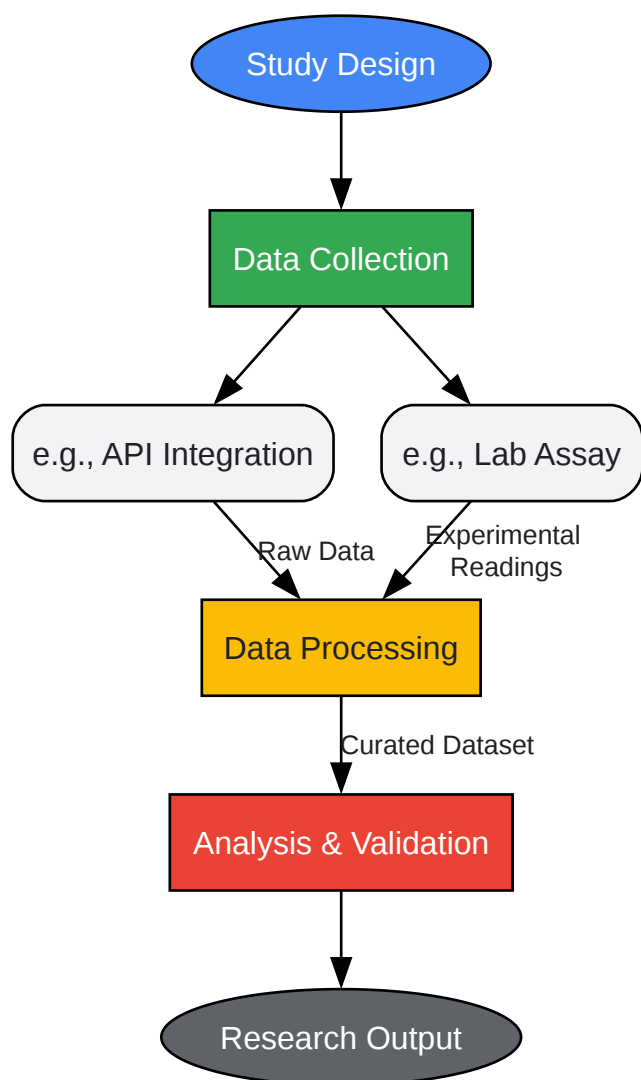 Study Design
Data Collection
e.g., API Integration
e.g., Lab Assay
Raw Data
Experimental
Readings
Data Processing
Curated Dataset
Analysis & Validation
Research Output